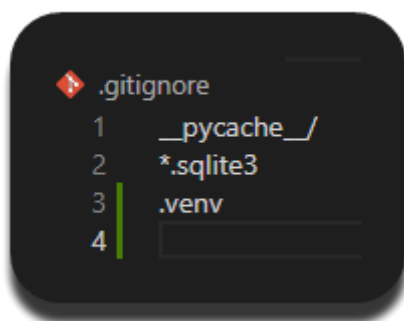 .gitignore
1 __pycache__/
2 *.sqlite3
3 .venv
4